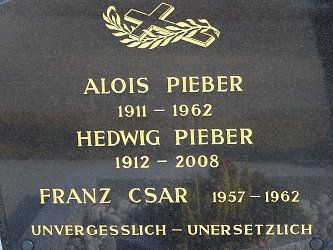 ALOIS PIEBER
1911 – 1962
HEDWIG PIEBER
1912 – 2008
FRANZ CSAR 1957 – 1962
UNVERGESSLICH – UNERSETZLICH